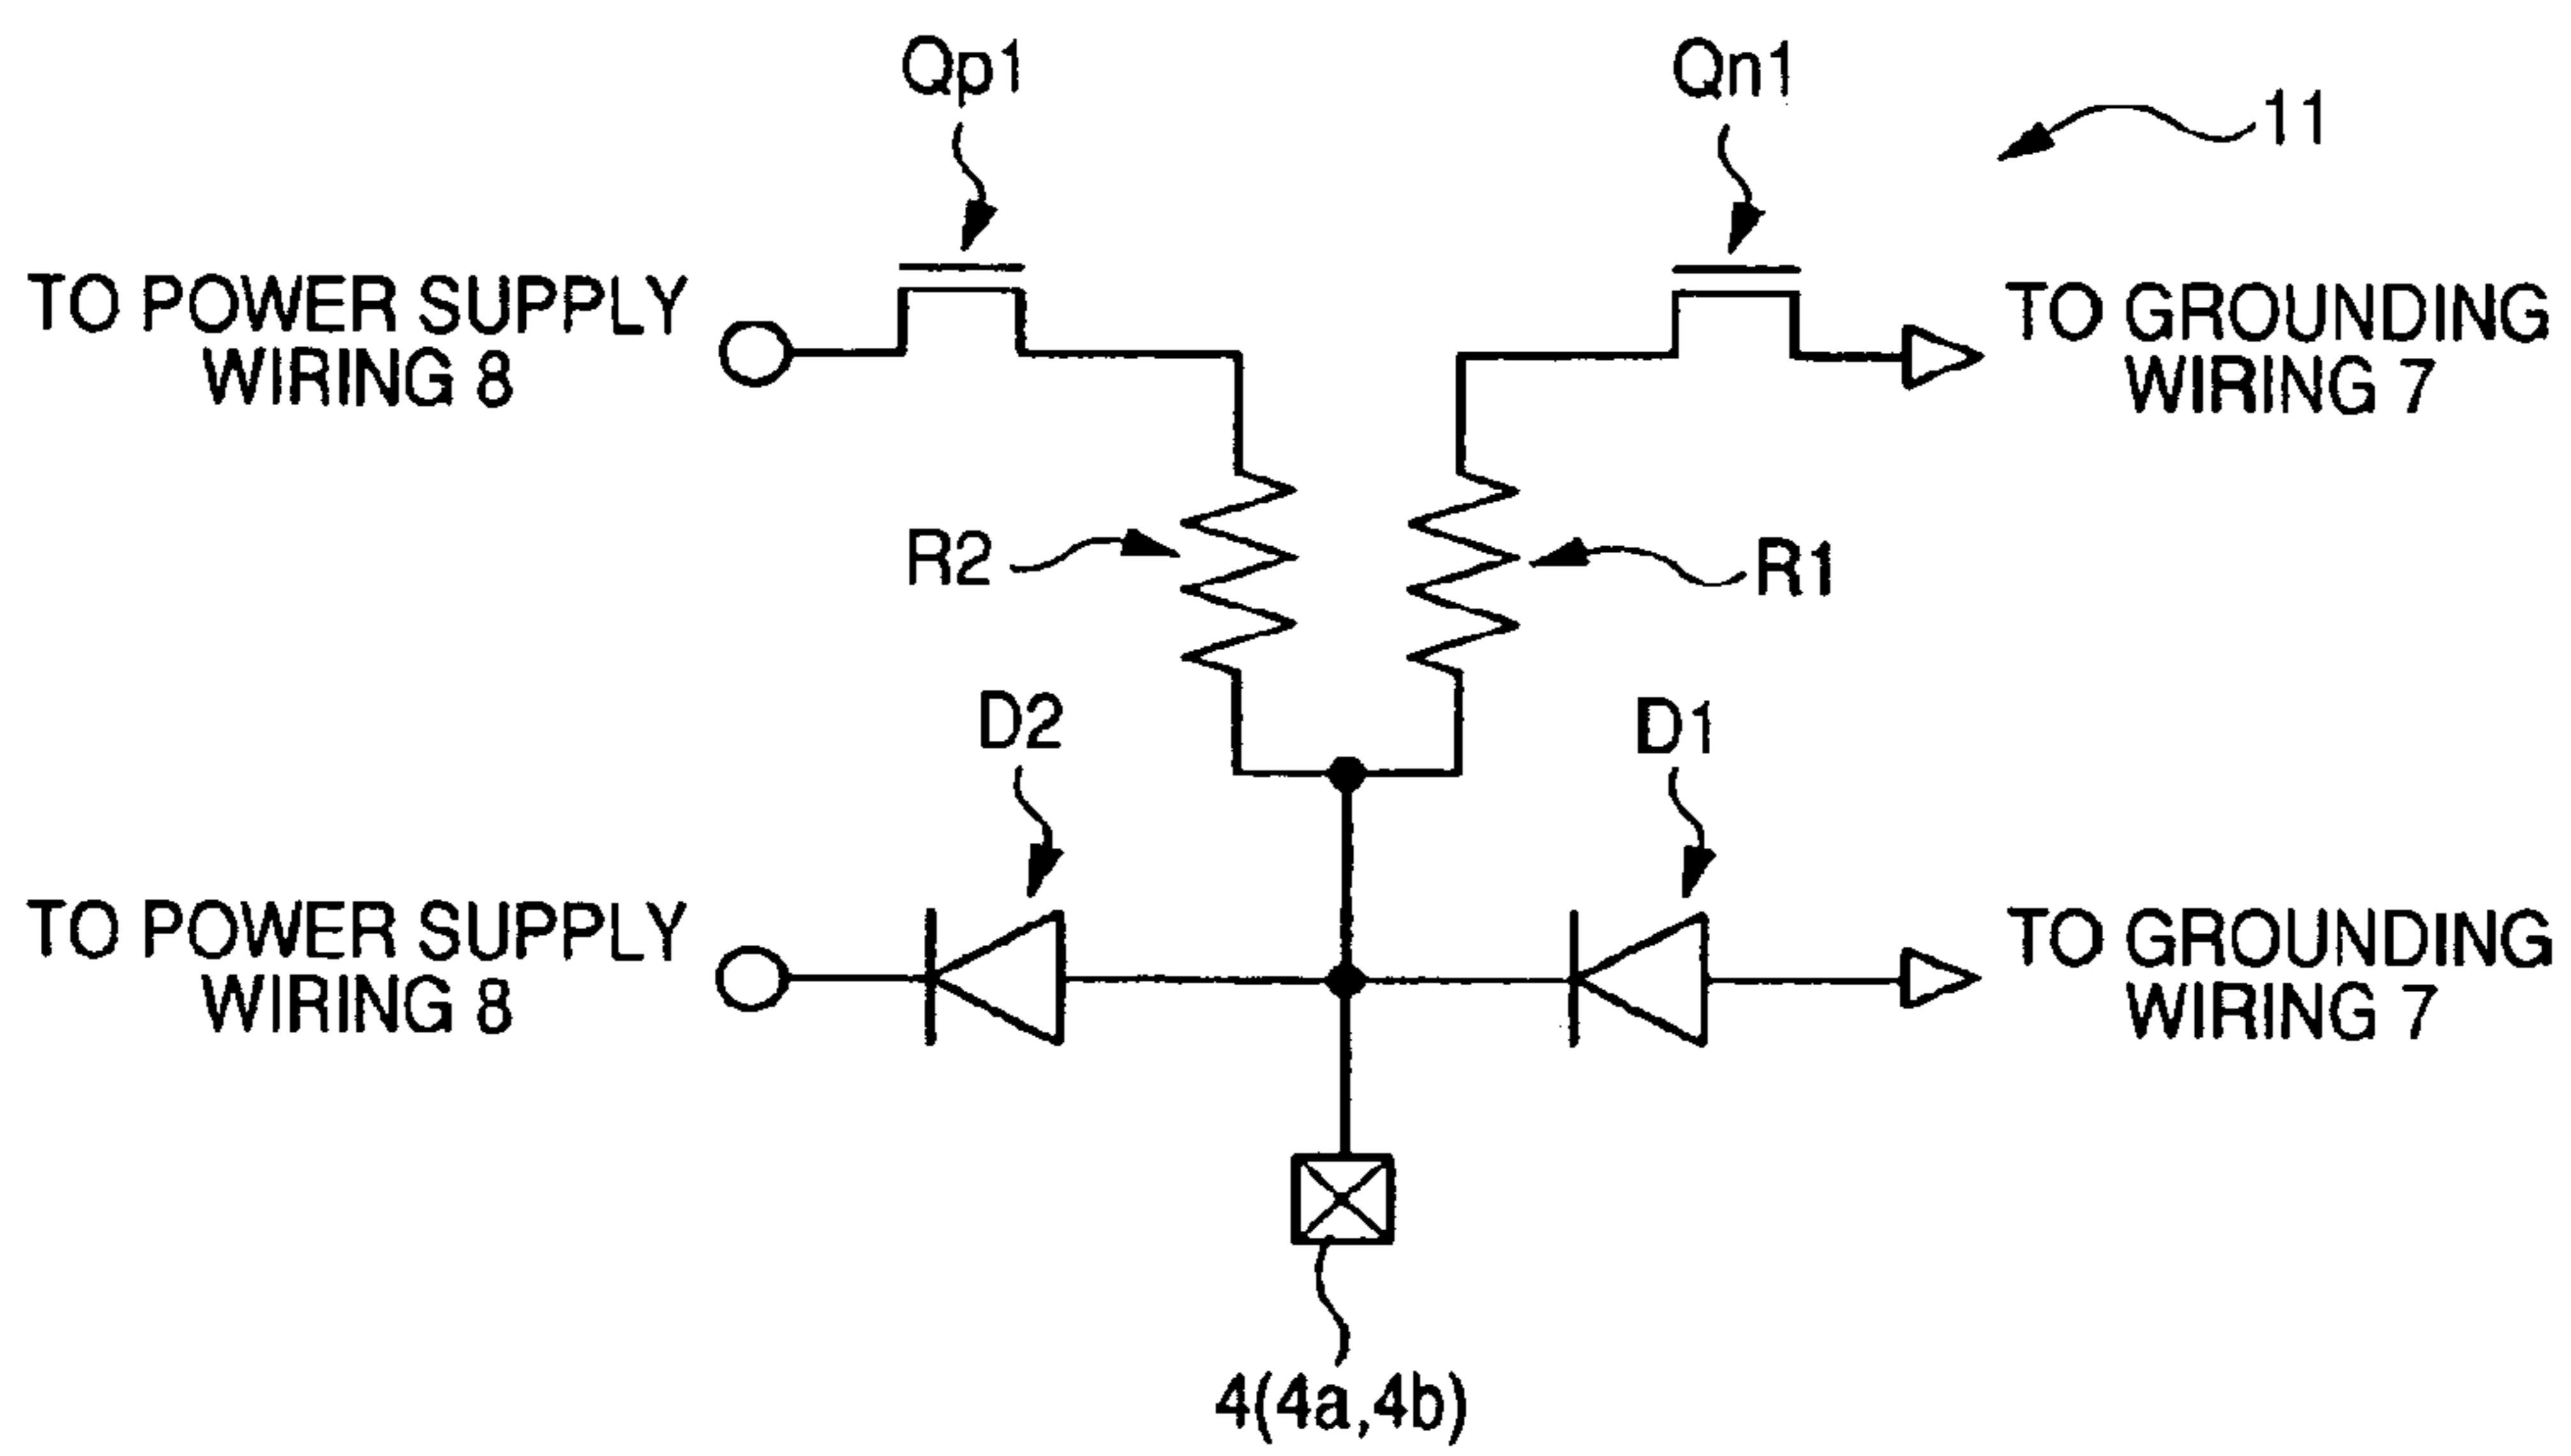 Qp1
Qn1
11
TO POWER SUPPLY
WIRING 8
TO GROUNDING
WIRING 7
R2
R1
D2
D1
TO POWER SUPPLY
WIRING 8
TO GROUNDING
WIRING 7
4(4a,4b)